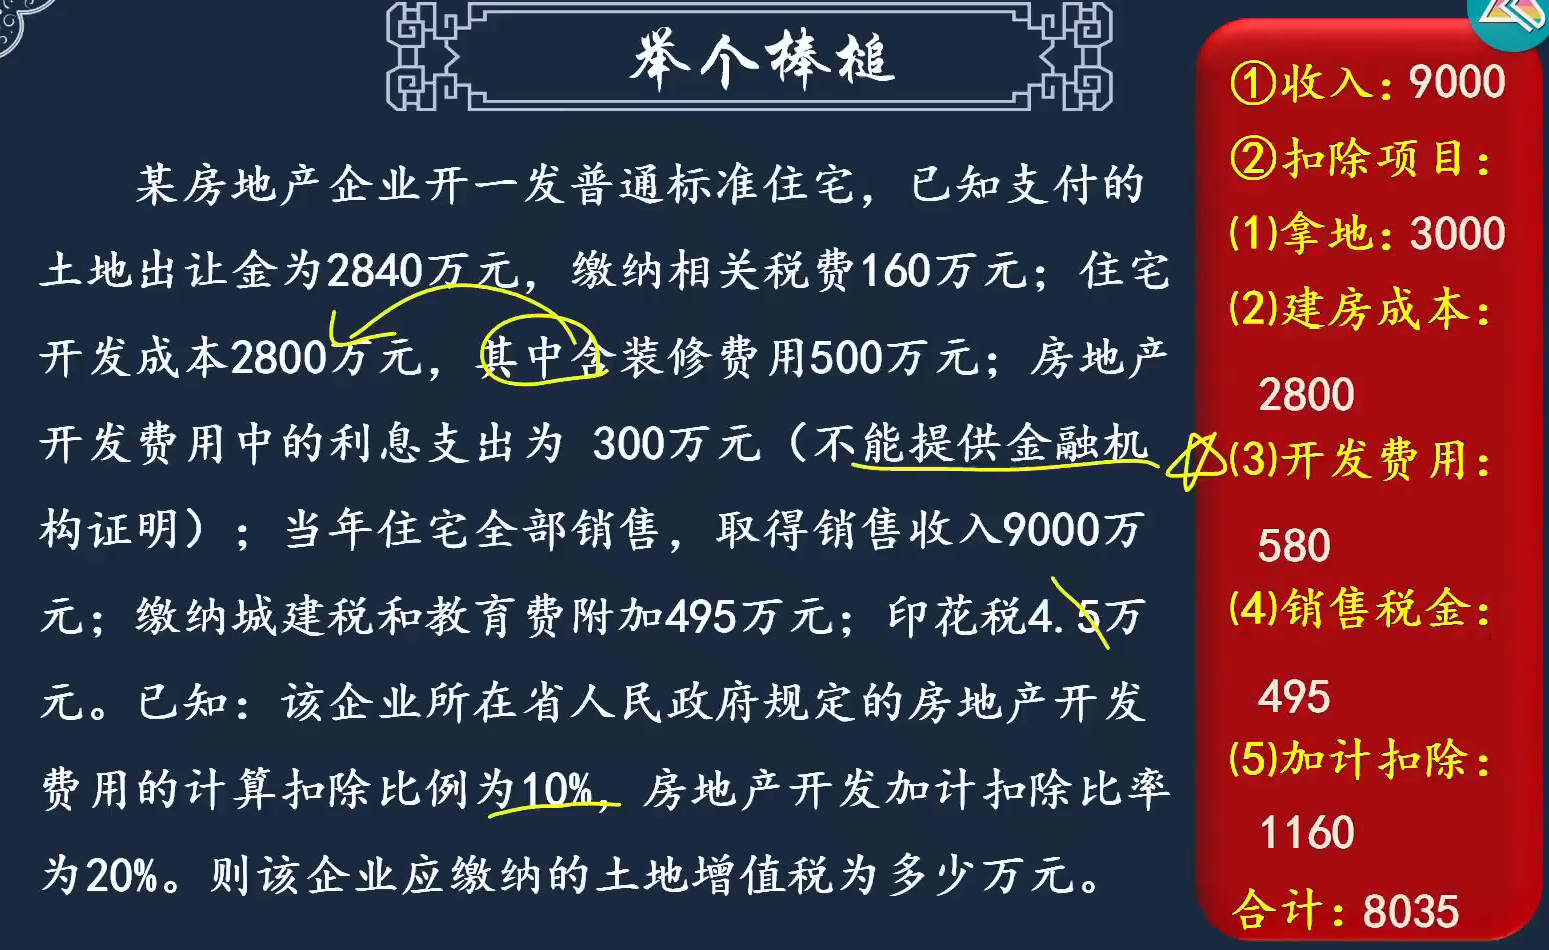 举个棒槌
某房地产企业开一发普通标准住宅，已知支付的
土地出让金为2840万元，缴纳相关税费160万元；住宅
开发成本2800万元，其中含装修费用500万元；房地产
开发费用中的利息支出为 300万元（不能提供金融机
构证明）；当年住宅全部销售，取得销售收入9000万
元；缴纳城建税和教育费附加495万元；印花税4.5万
元。已知：该企业所在省人民政府规定的房地产开发
费用的计算扣除比例为10%，房地产开发加计扣除比率
为20%。则该企业应缴纳的土地增值税为多少万元。
①收入：9000
②扣除项目：
(1)拿地：3000
(2)建房成本：
2800
(3)开发费用：
580
(4)销售税金：
495
(5)加计扣除：
1160
合计：8035